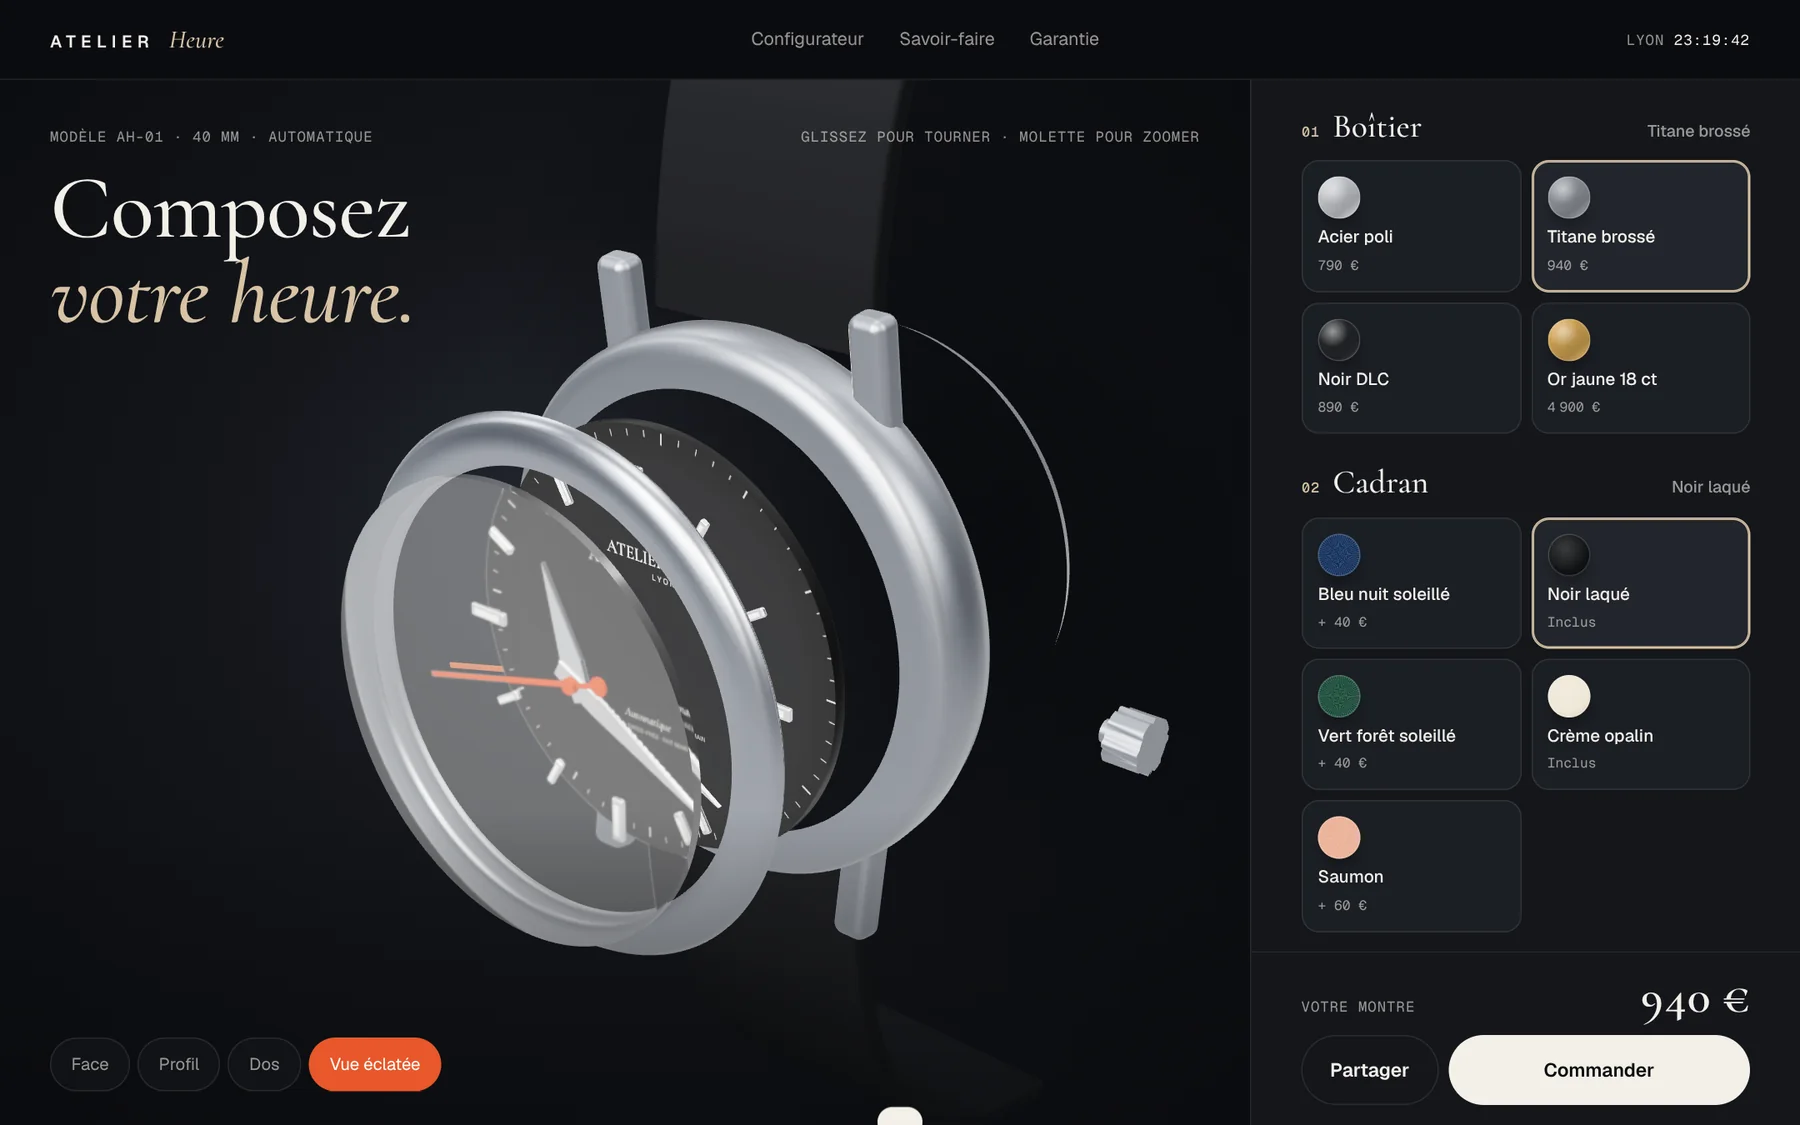 ATELIER Heure
Configurateur
Savoir-faire
Garantie
LYON 23:19:42
MODÈLE AH-01 · 40 MM · AUTOMATIQUE
GLISSEZ POUR TOURNER · MOLETTE POUR ZOOMER
Composez
votre heure.
Automatique
Face
Profil
Dos
Vue éclatée
01 Boîtier
Titane brossé
Acier poli
790 €
Titane brossé
940 €
Noir DLC
890 €
Or jaune 18 ct
4 900 €
02 Cadran
Noir laqué
Bleu nuit soleillé
+ 40 €
Noir laqué
Inclus
Vert forêt soleillé
+ 40 €
Crème opalin
Inclus
Saumon
+ 60 €
VOTRE MONTRE
940 €
Partager
Commander